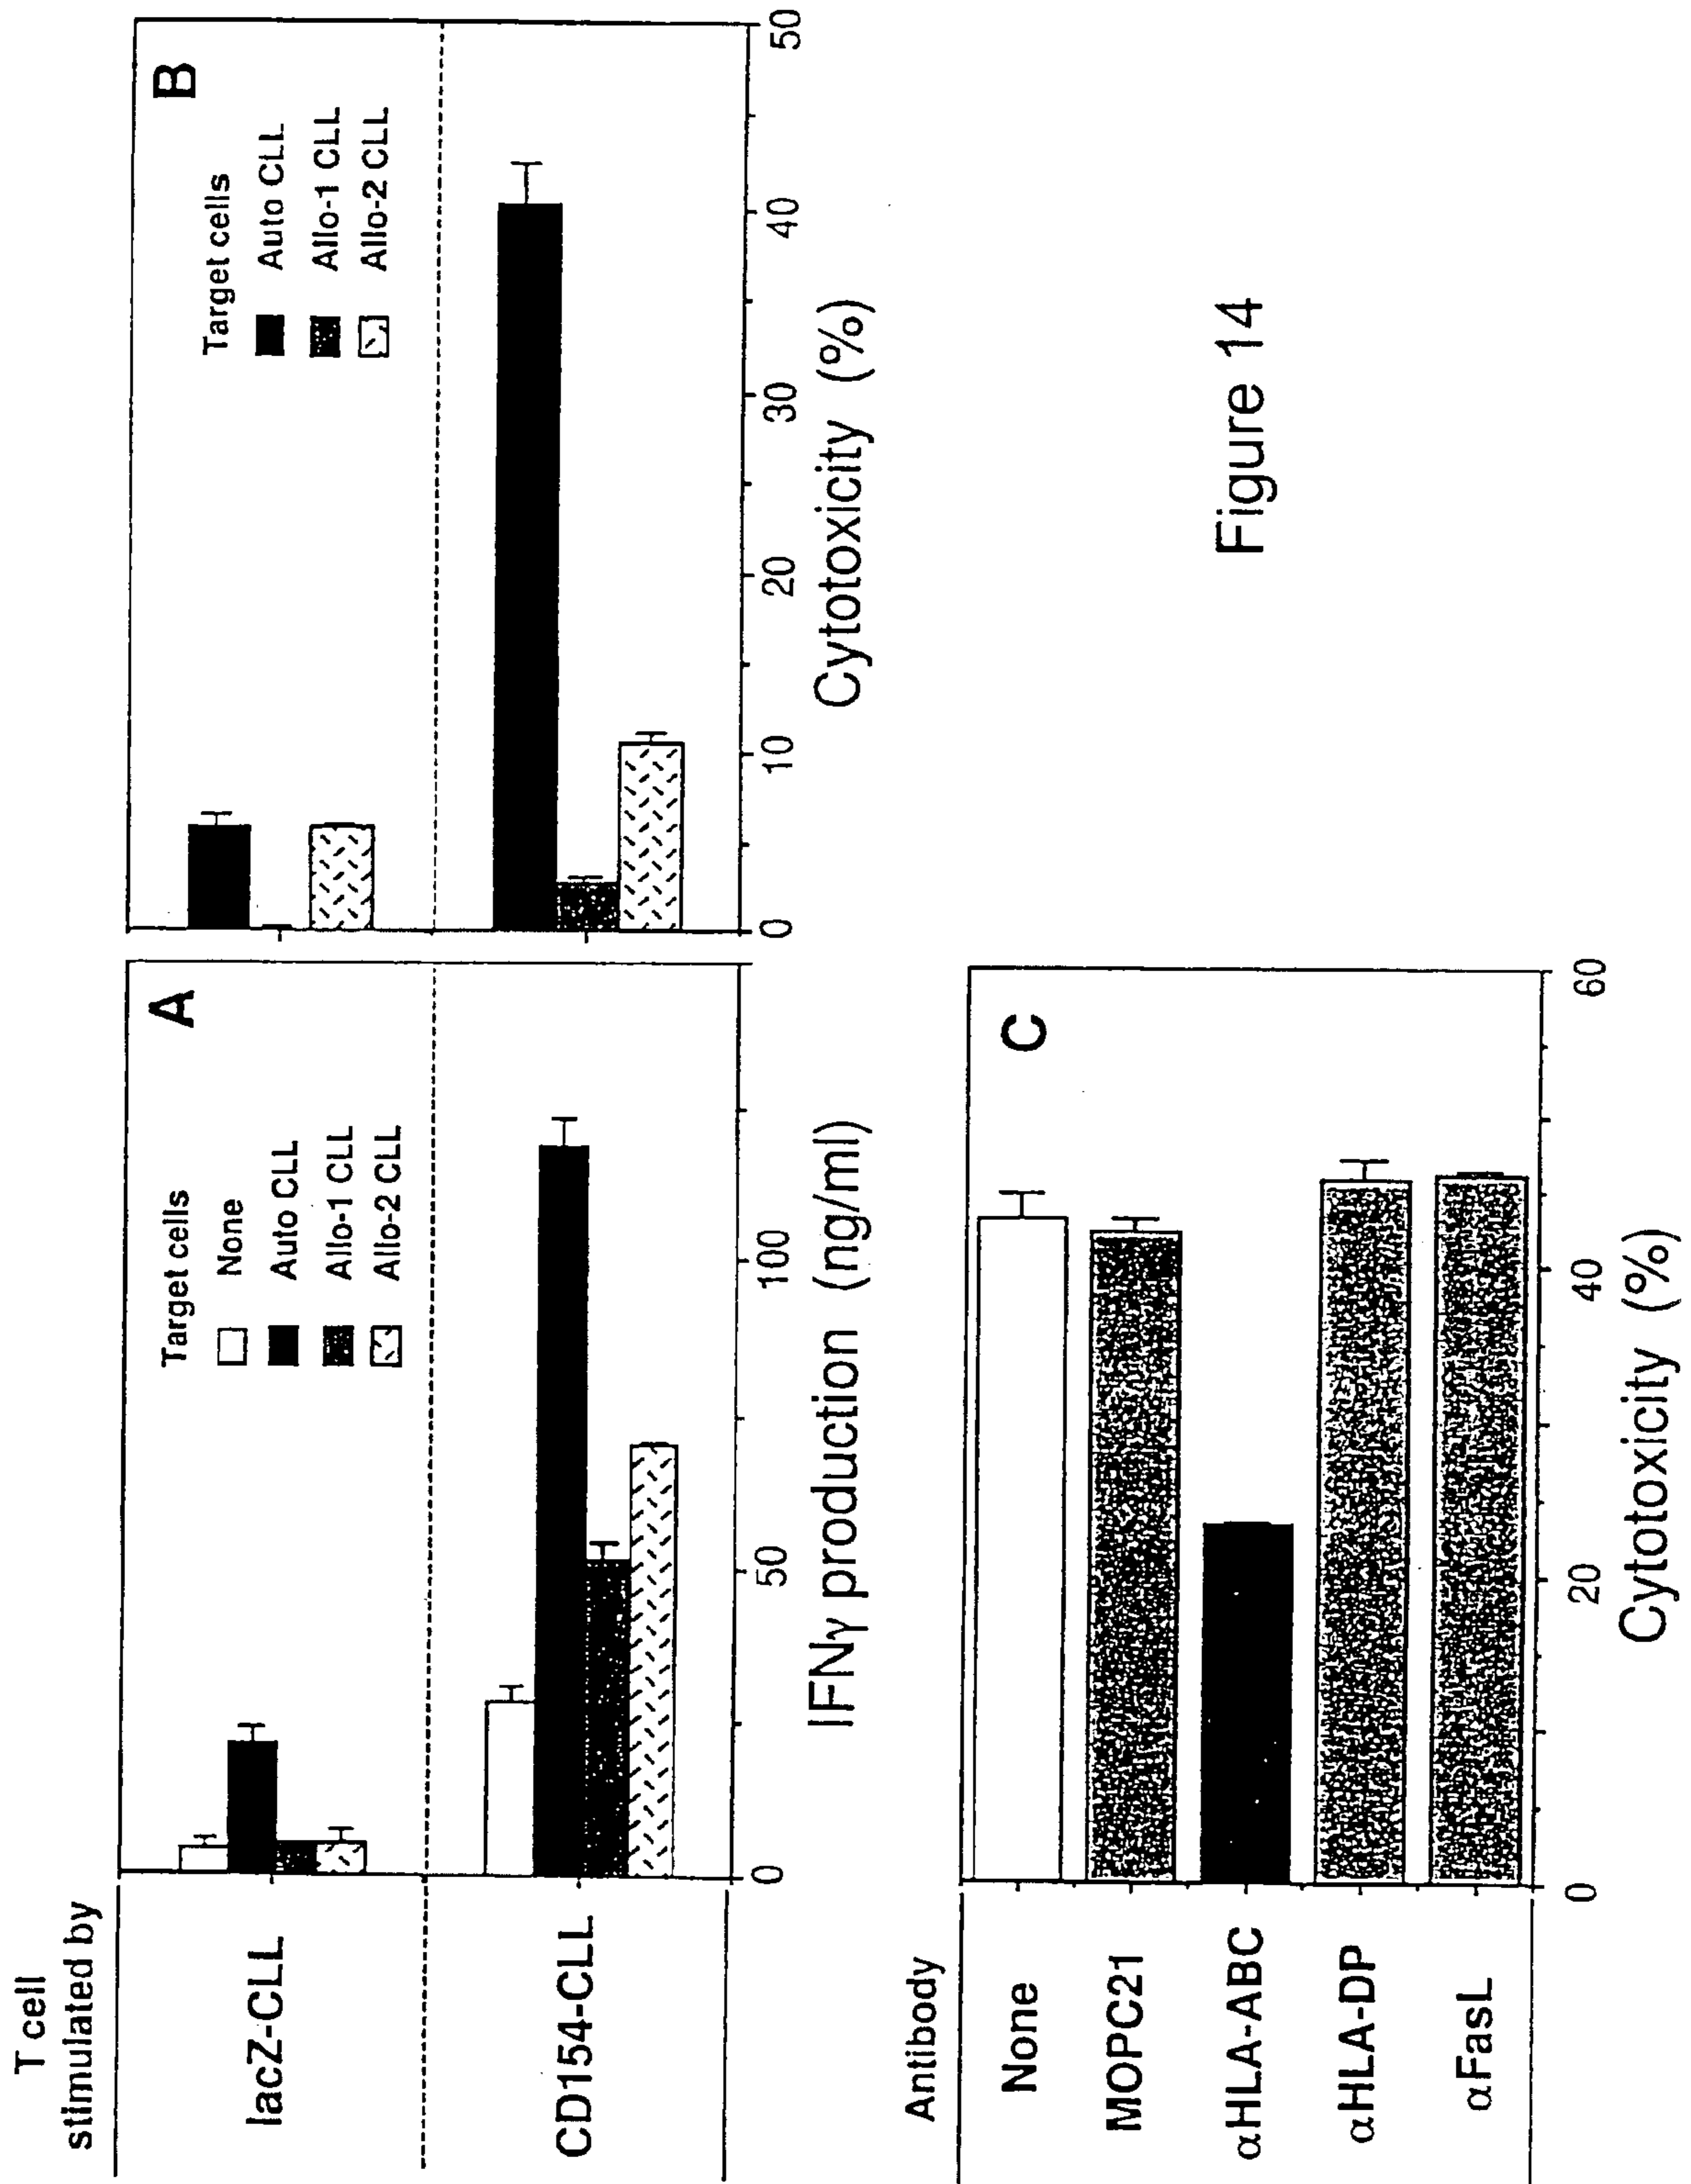 T cell
stimulated by
lacZ-CLL
CD154-CLL
A
Target cells
None
Auto CLL
Allo-1 CLL
Allo-2 CLL
0
50
100
IFNγ production (ng/ml)
B
Target cells
Auto CLL
Allo-1 CLL
Allo-2 CLL
0
10
20
30
40
50
Cytotoxicity (%)
Antibody
None
MOPC21
αHLA-ABC
αHLA-DP
αFasL
C
0
20
40
60
Cytotoxicity (%)
Figure 14